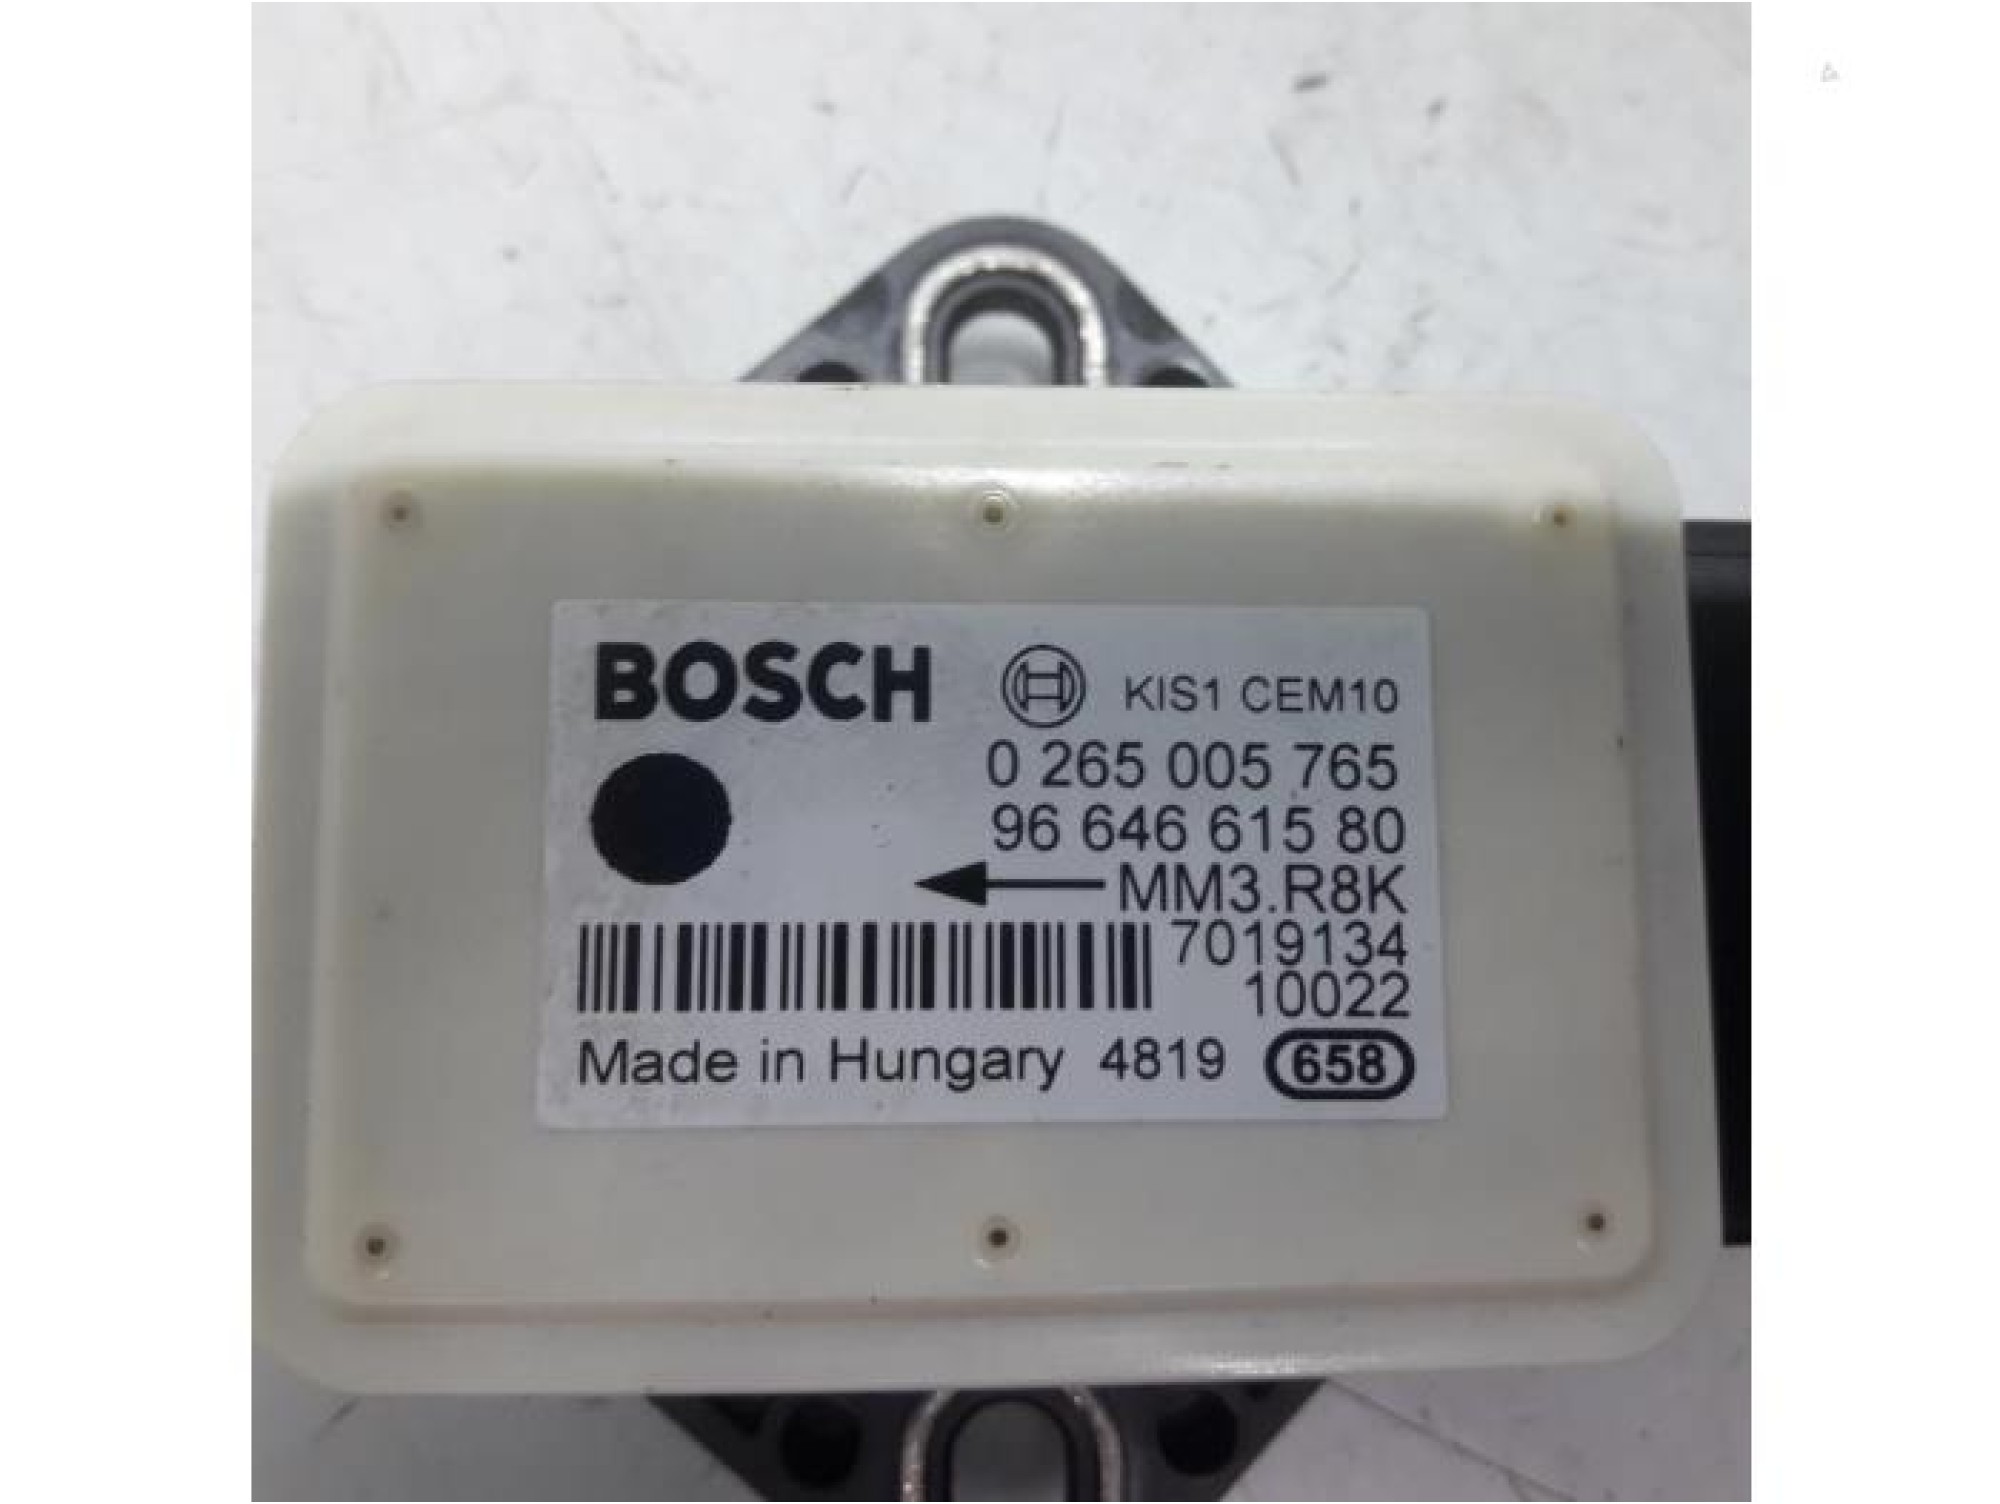 BOSCH KIS1 CEM10
0 265 005 765
96 646 615 80
MM3.R8K
7019134
10022
Made in Hungary 4819 658